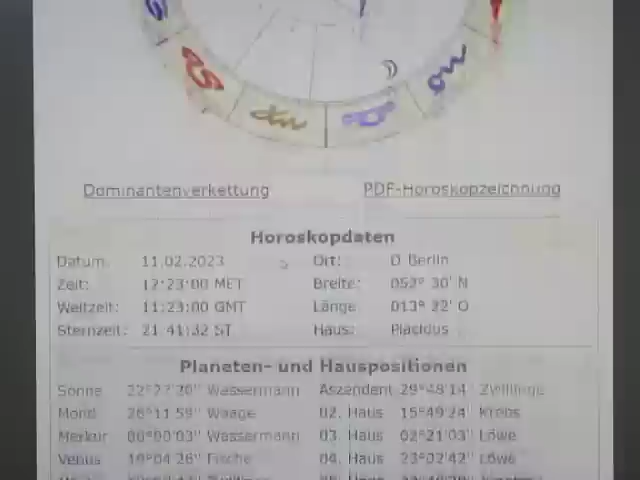 Dominantenverkettung PDF-Horoskopzeichnung
Horoskopdaten
Datum: 11.02.2023 Ort: D Berlin
Zeit: 12:23:00 MET Breite: 052° 30' N
Weltzeit: 11:23:00 GMT Länge 013° 22' O
Sternzeit: 21:41:32 ST Haus: Placidus
Planeten- und Hauspositionen
Sonne 22°27'20" Wassermann Aszendent 29°48'14" Zwillinge
Mond 26°11'59" Waage 02. Haus 15°49'24" Krebs
Merkur 00°00'03" Wassermann 03. Haus 02°21'03" Löwe
Venus 19°04'26" Fische 04. Haus 23°02'42" Löwe